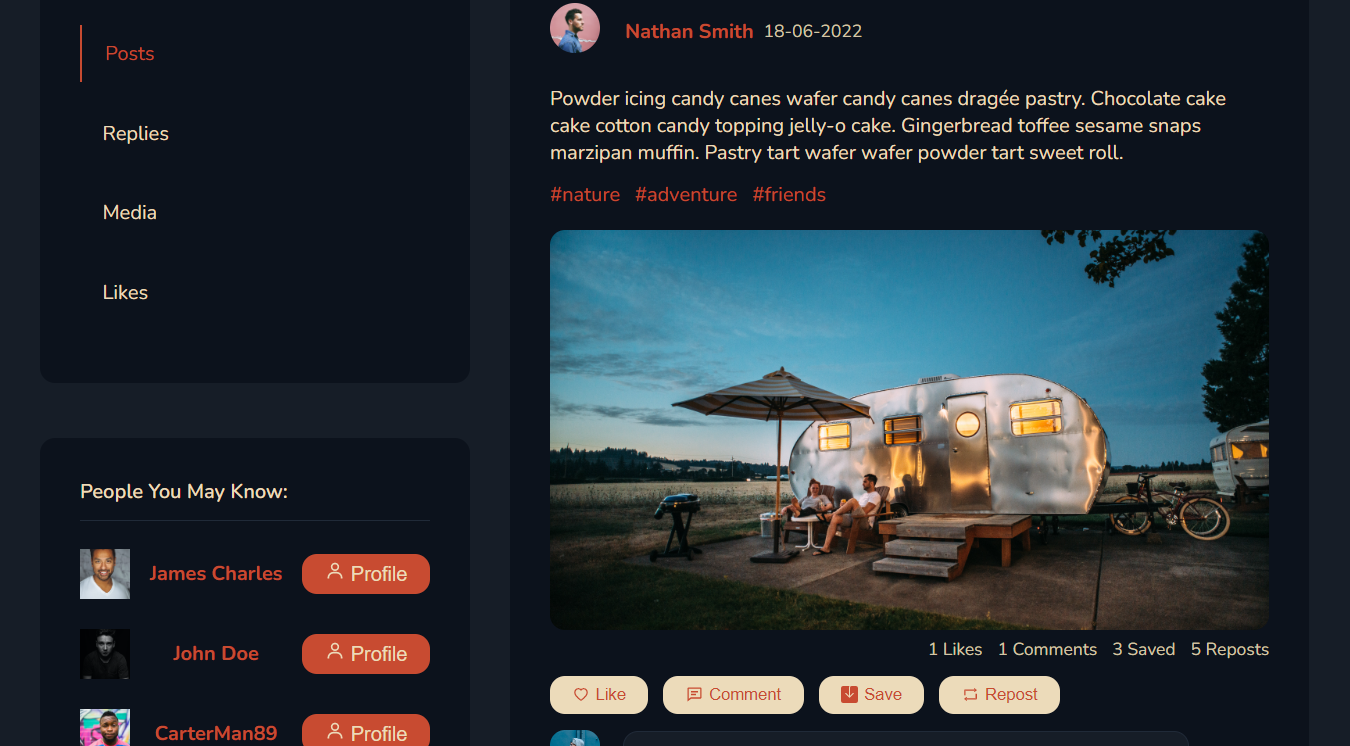 Posts
Replies
Media
Likes
People You May Know:
James Charles
Profile
John Doe
Profile
CarterMan89
Profile
Nathan Smith 18-06-2022
Powder icing candy canes wafer candy canes dragée pastry. Chocolate cake
cake cotton candy topping jelly-o cake. Gingerbread toffee sesame snaps
marzipan muffin. Pastry tart wafer wafer powder tart sweet roll.
#nature #adventure #friends
1 Likes 1 Comments 3 Saved 5 Reposts
Like Comment Save Repost